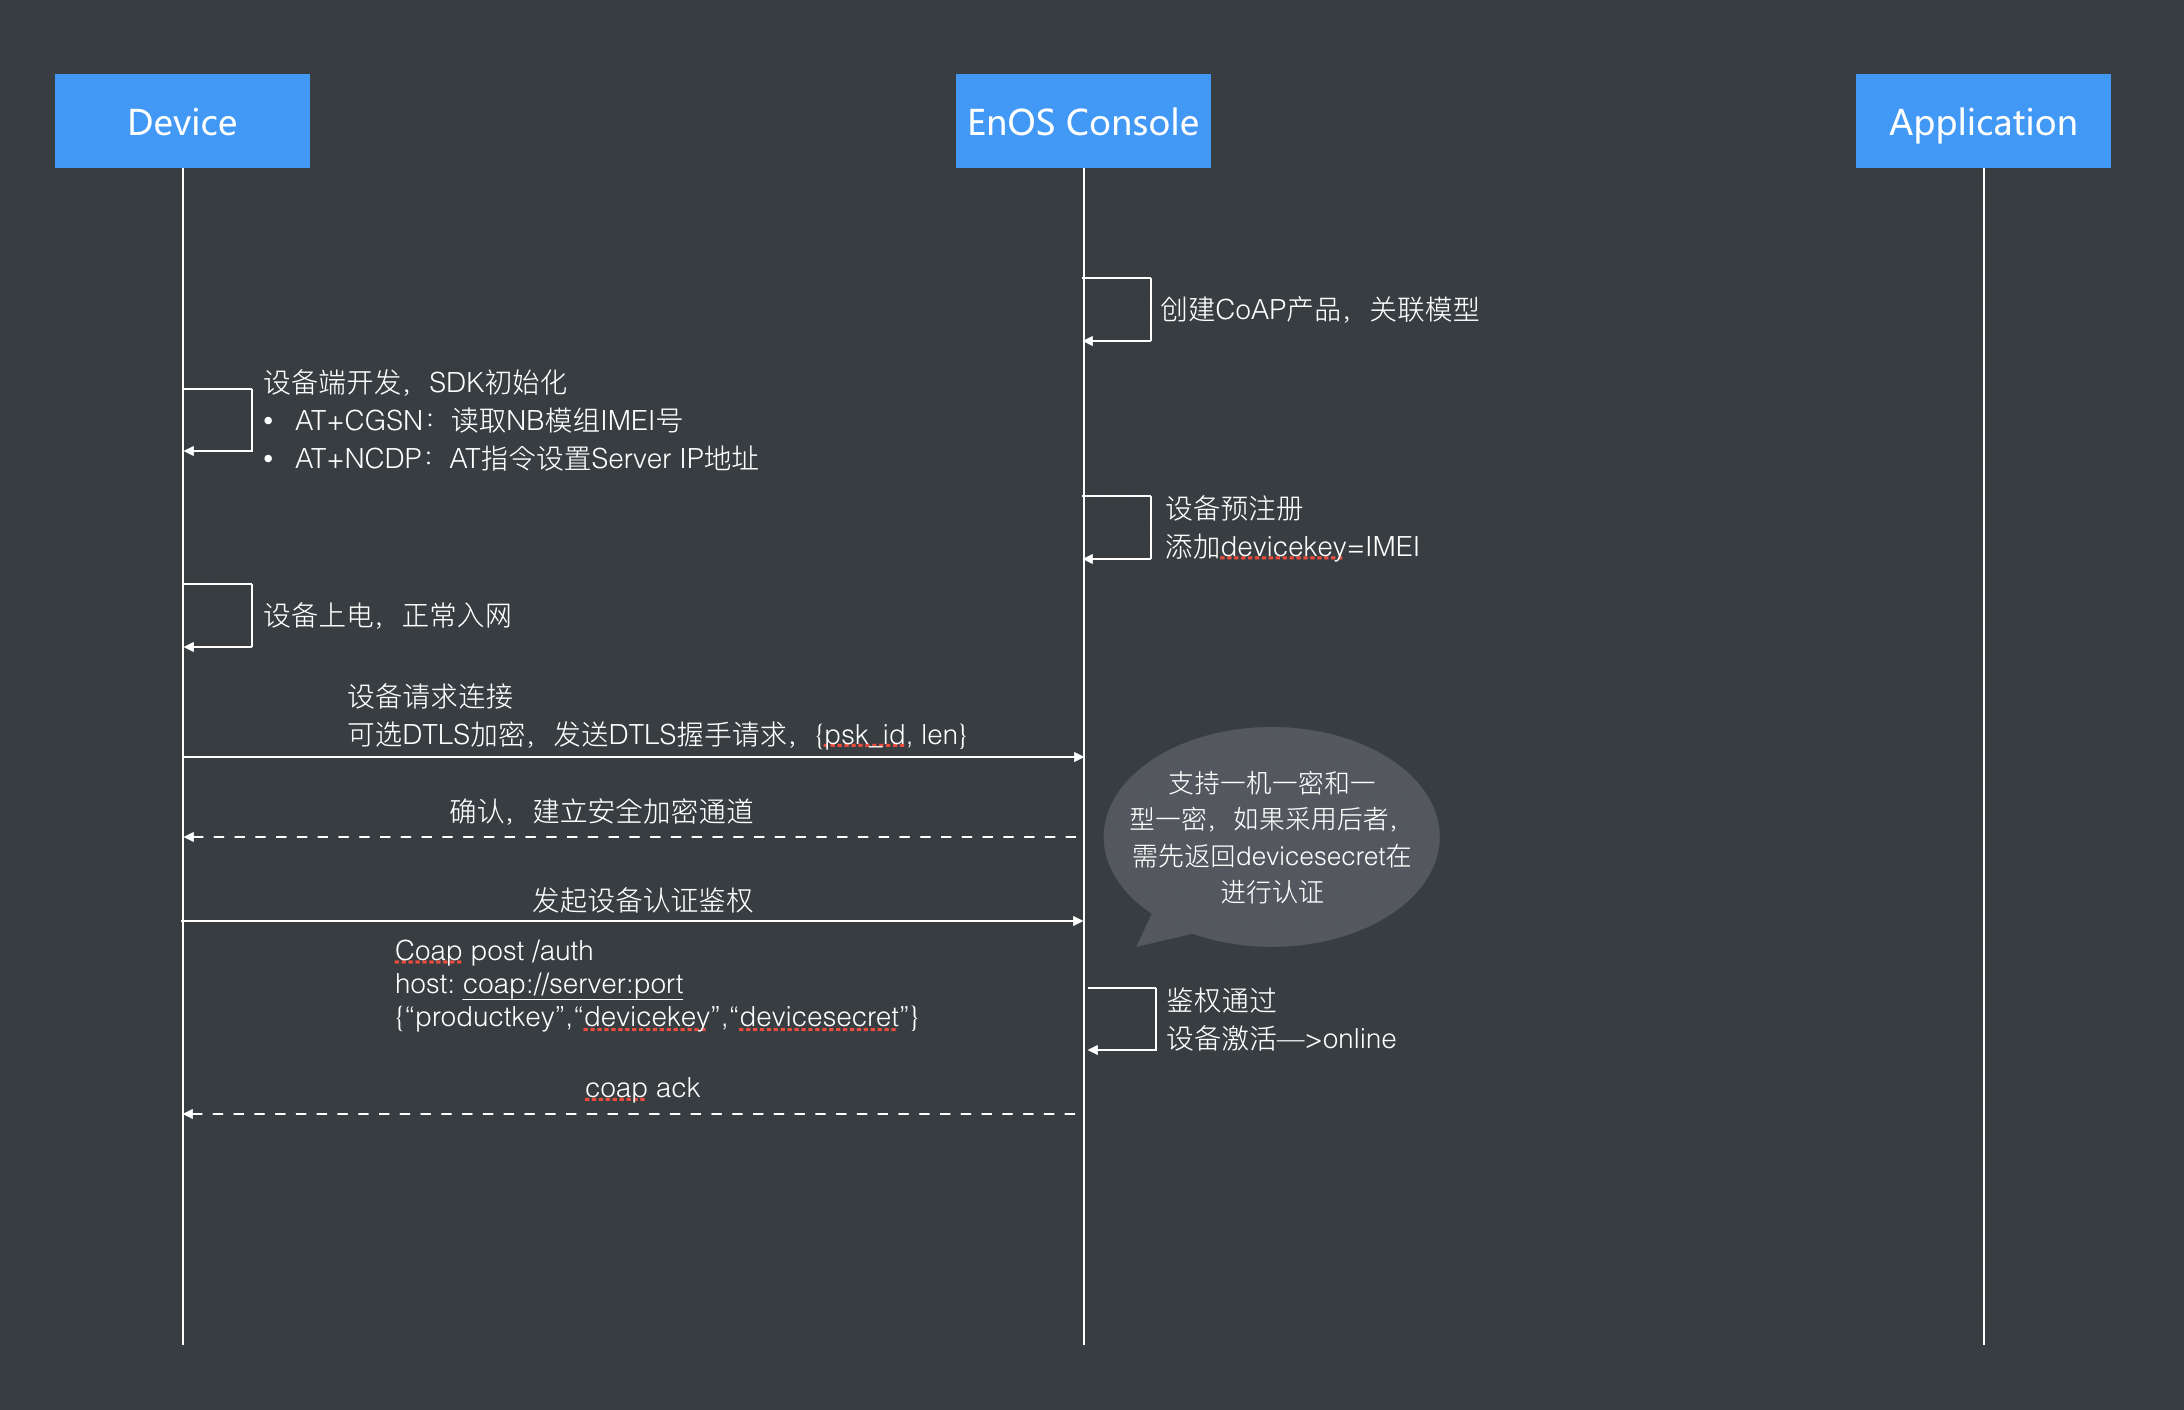 Device
EnOS Console
Application
创建CoAP产品，关联模型
设备端开发，SDK初始化
• AT+CGSN：读取NB模组IMEI号
• AT+NCDP：AT指令设置Server IP地址
设备预注册
添加devicekey=IMEI
设备上电，正常入网
设备请求连接
可选DTLS加密，发送DTLS握手请求，{psk_id, len}
支持一机一密和一
型一密，如果采用后者，
需先返回devicesecret在
进行认证
确认，建立安全加密通道
发起设备认证鉴权
Coap post /auth
host: coap://server:port
{“productkey”,“devicekey”,“devicesecret”}
鉴权通过
设备激活—>online
coap ack